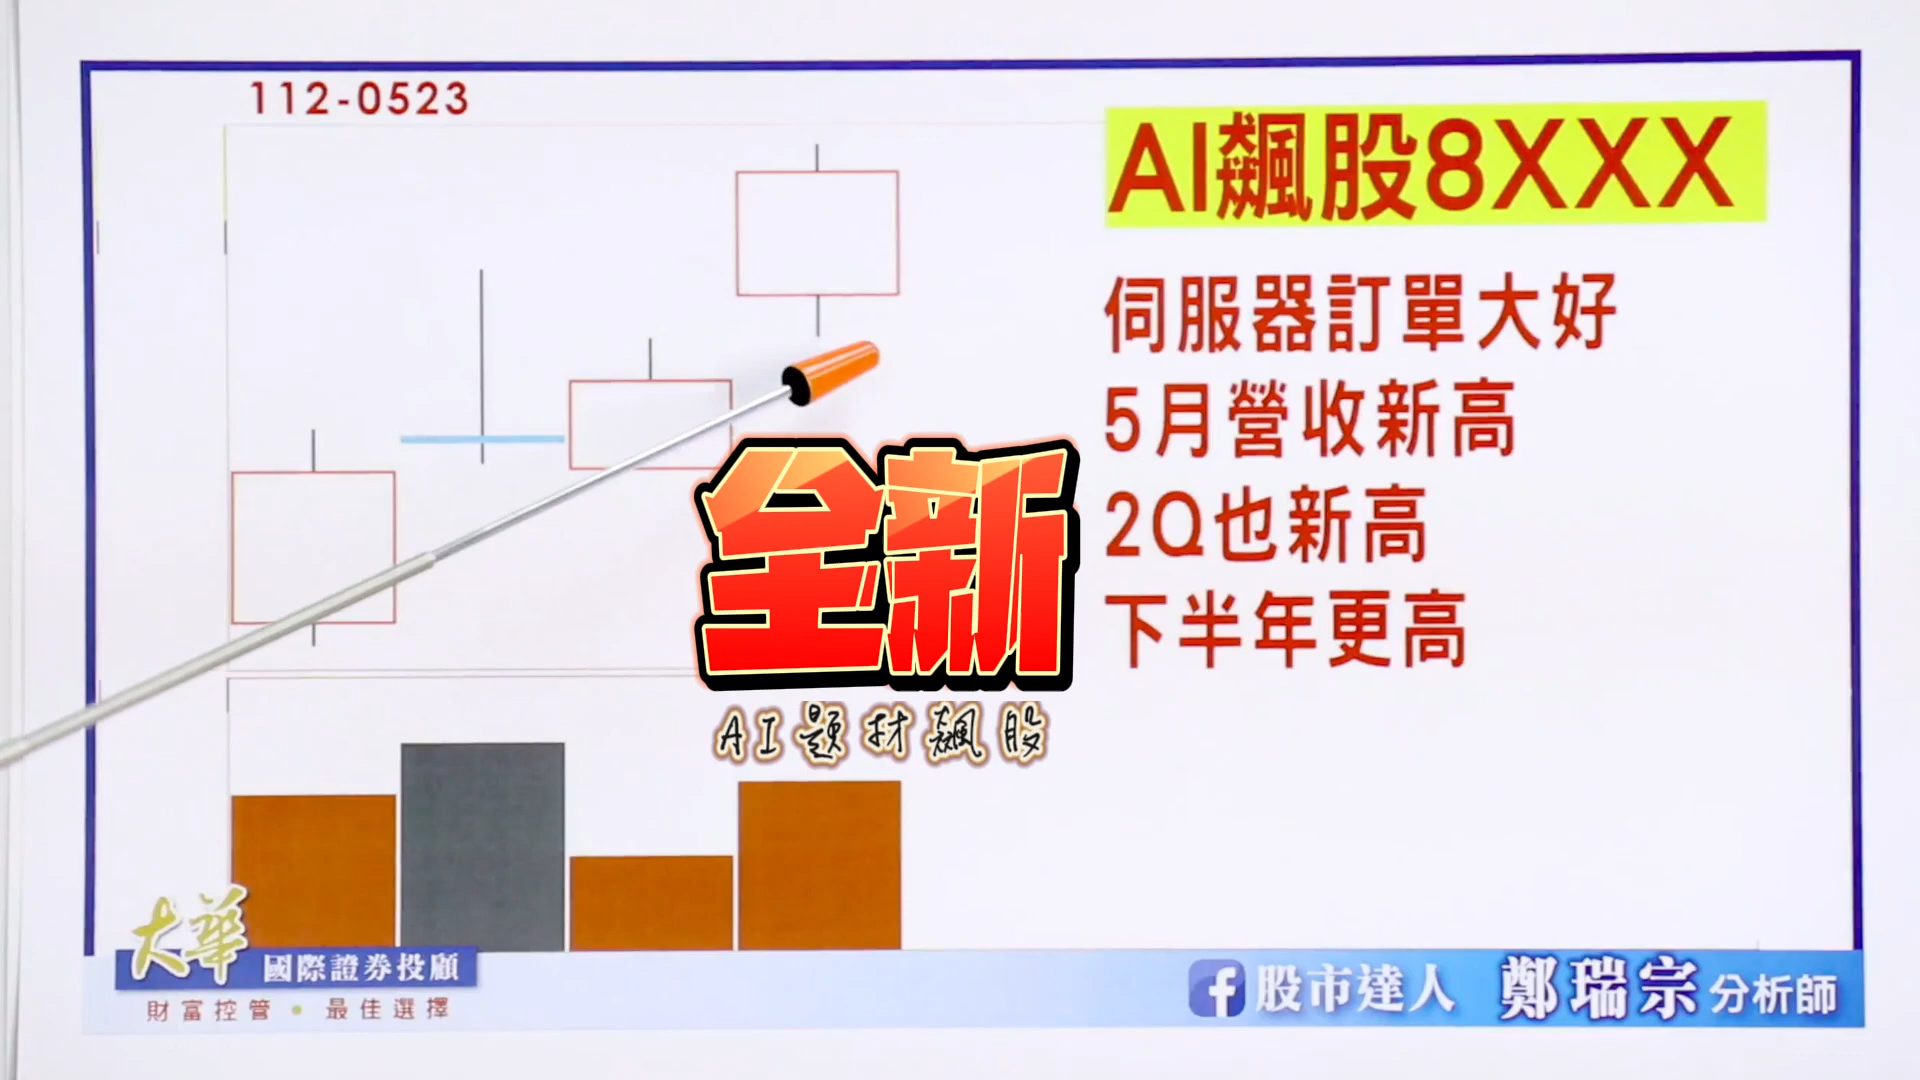 112-0523
AI飆股8XXX
伺服器訂單大好
5月營收新高
2Q也新高
下半年更高
全新
AI題材飆股
大華
國際證券投顧
財富控管•最佳選擇
股市達人 鄭瑞宗分析師